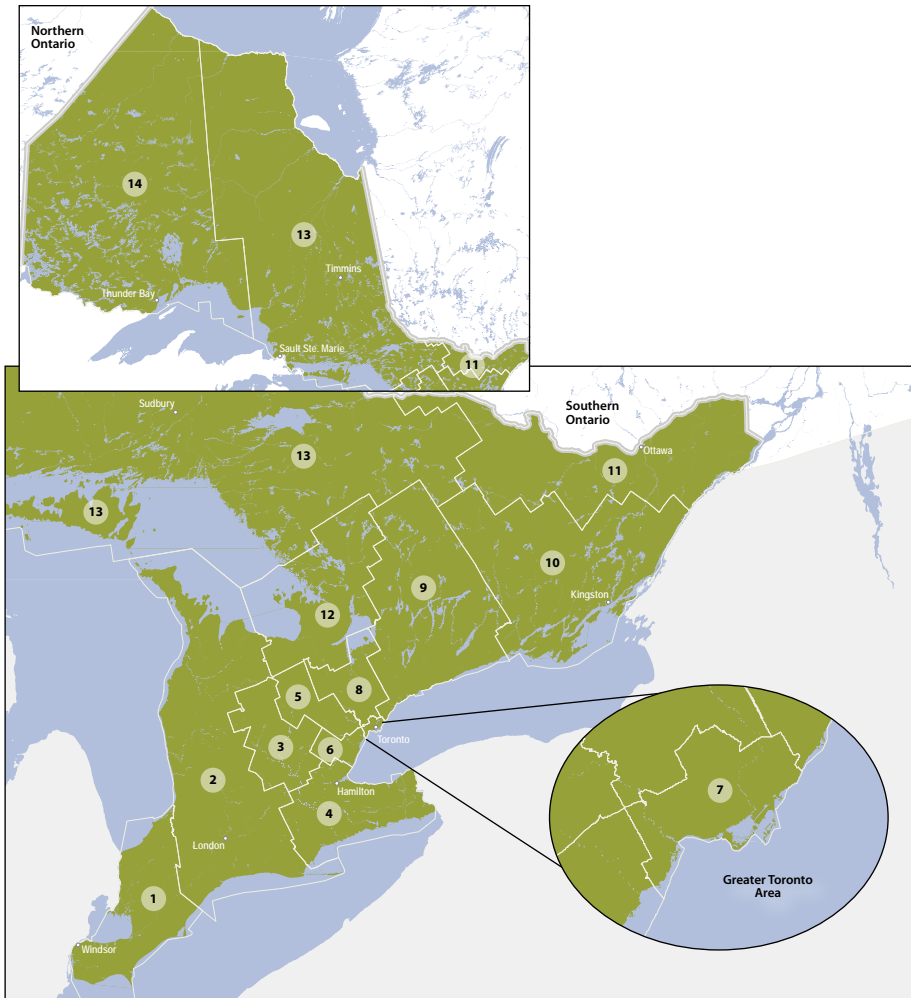 Northern
Ontario
14
13
Timmins
Thunder Bay
Sault Ste. Marie
11
Sudbury
Southern
Ontario
Ottawa
13
11
13
10
9
Kingston
12
8
5
Toronto
3
6
2
Hamilton
7
4
London
Greater Toronto
Area
1
Windsor